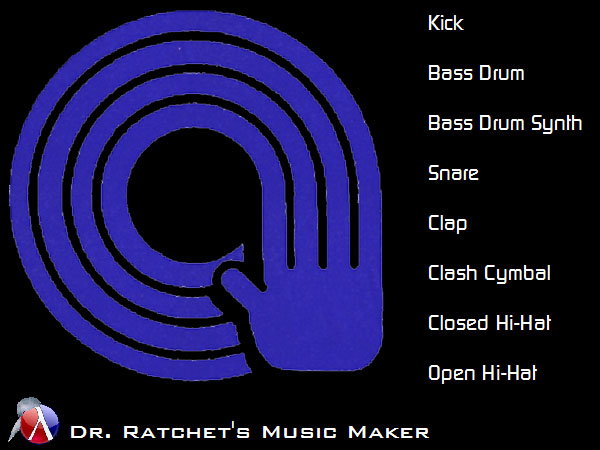 Kick
Bass Drum
Bass Drum Synth
Snare
Clap
Clash Cymbal
Closed Hi-Hat
Open Hi-Hat
Dr. Ratchet's Music Maker